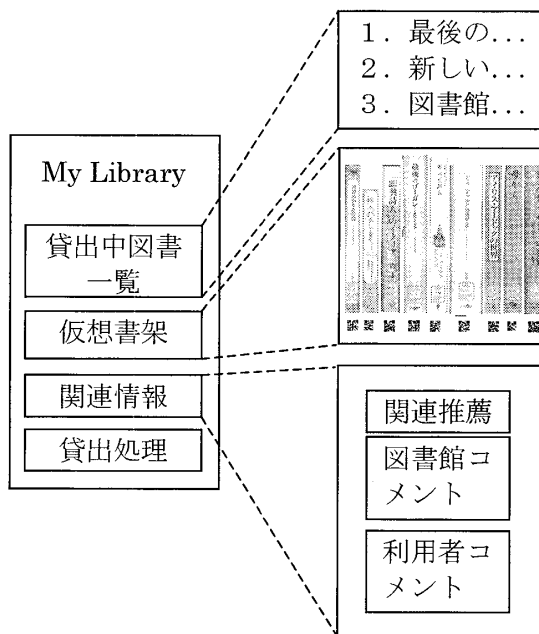 My Library
貸出中図書
一覧
仮想書架
関連情報
貸出処理
1. 最後の...
2. 新しい...
3. 図書館...
関連推薦
図書館コ
メント
利用者コ
メント